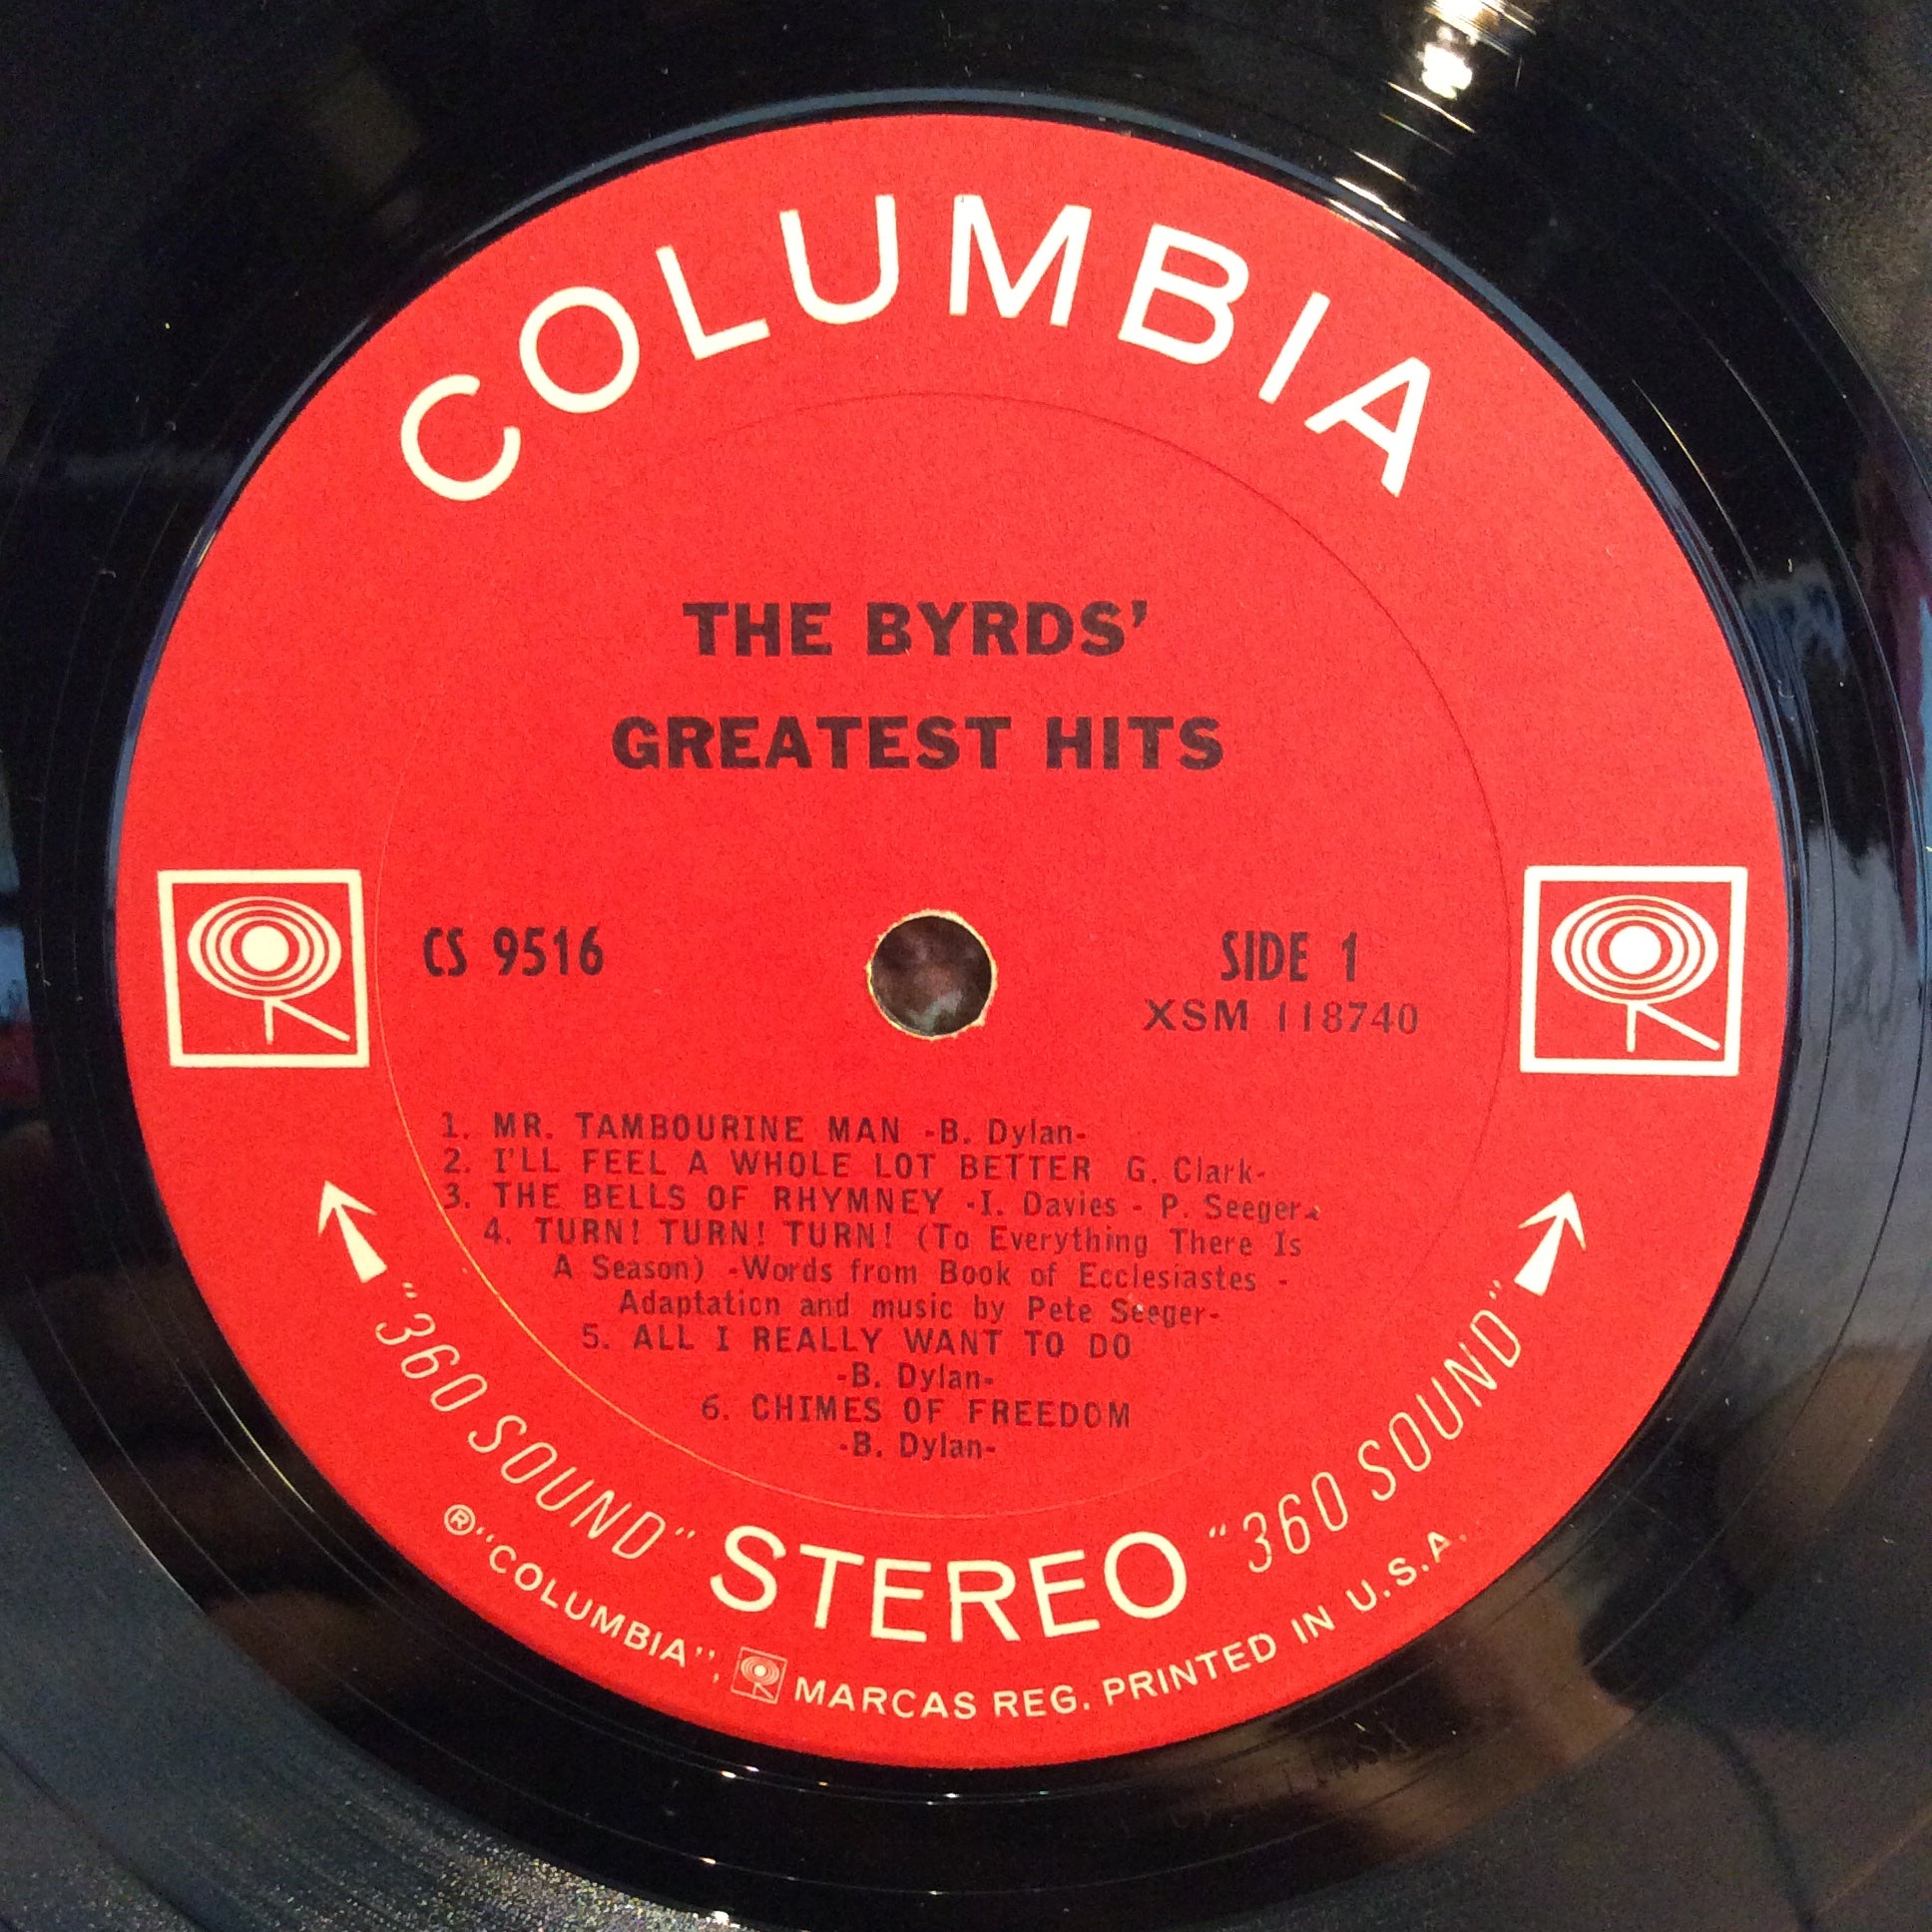 COLUMBIA
THE BYRDS'
GREATEST HITS
CS 9516
SIDE 1
XSM 118740
1. MR. TAMBOURINE MAN -B. Dylan-
2. I'LL FEEL A WHOLE LOT BETTER G. Clark-
3. THE BELLS OF RHYMNEY -I. Davies - P. Seeger-
4. TURN! TURN! TURN! (To Everything There Is
A Season) -Words from Book of Ecclesiastes -
Adaptation and music by Pete Seeger-
5. ALL I REALLY WANT TO DO
-B. Dylan-
6. CHIMES OF FREEDOM
-B. Dylan-
"360 SOUND" STEREO "360 SOUND"
®"COLUMBIA", MARCAS REG. PRINTED IN U.S.A.